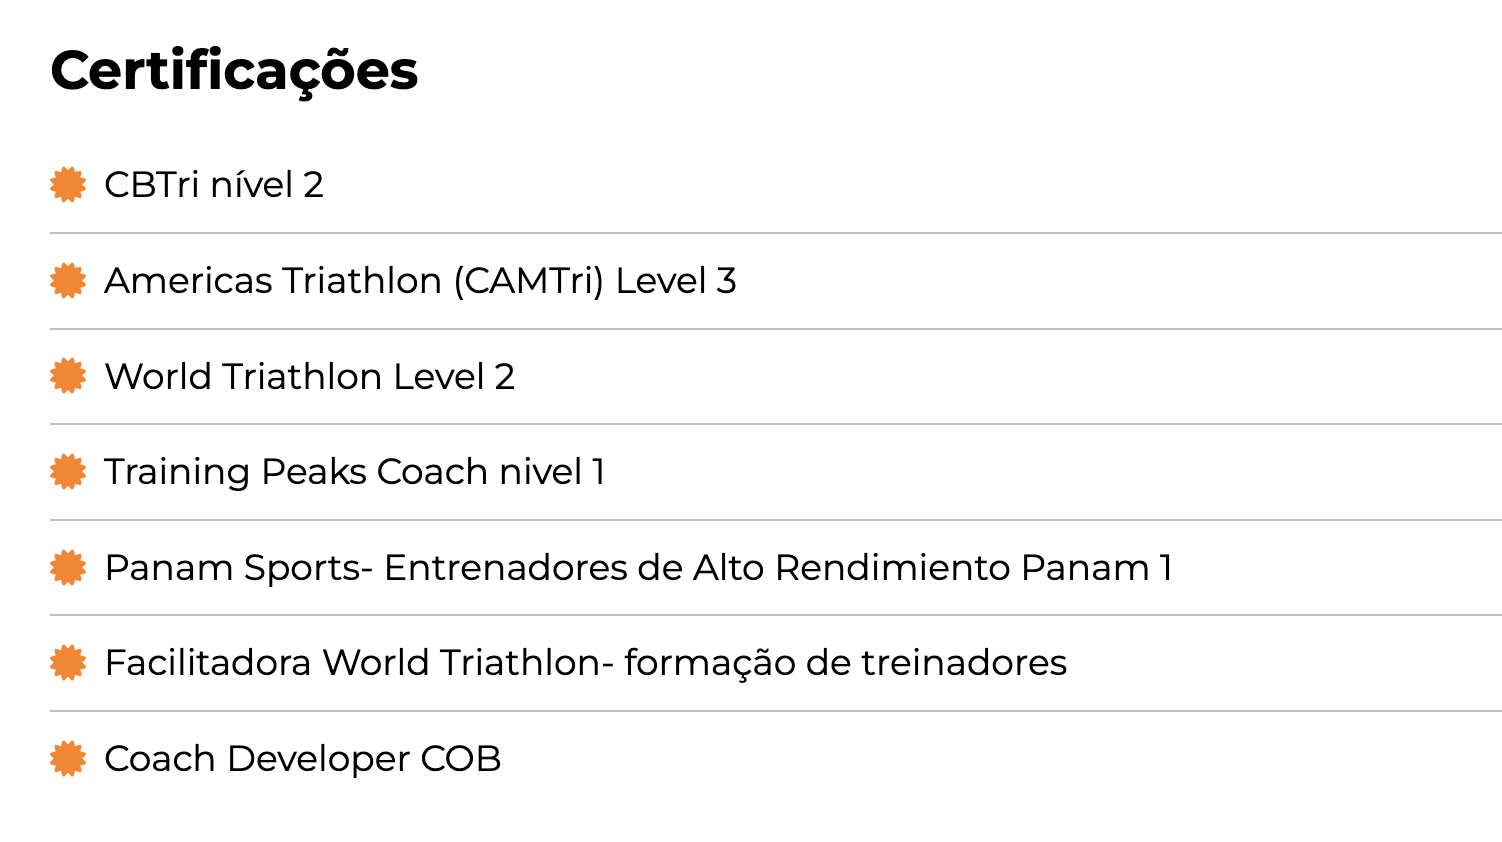 Certificações
CBTri nível 2
Americas Triathlon (CAMTri) Level 3
World Triathlon Level 2
Training Peaks Coach nivel 1
Panam Sports- Entrenadores de Alto Rendimiento Panam 1
Facilitadora World Triathlon- formação de treinadores
Coach Developer COB